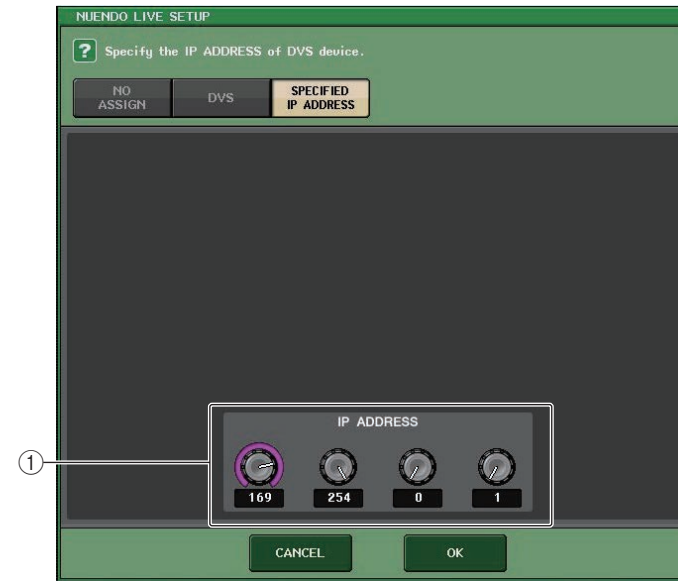 NUENDO LIVE SETUP
? Specify the IP ADDRESS of DVS device.
NO ASSIGN
DVS
SPECIFIED IP ADDRESS
IP ADDRESS
①
169 254 0 1
CANCEL OK